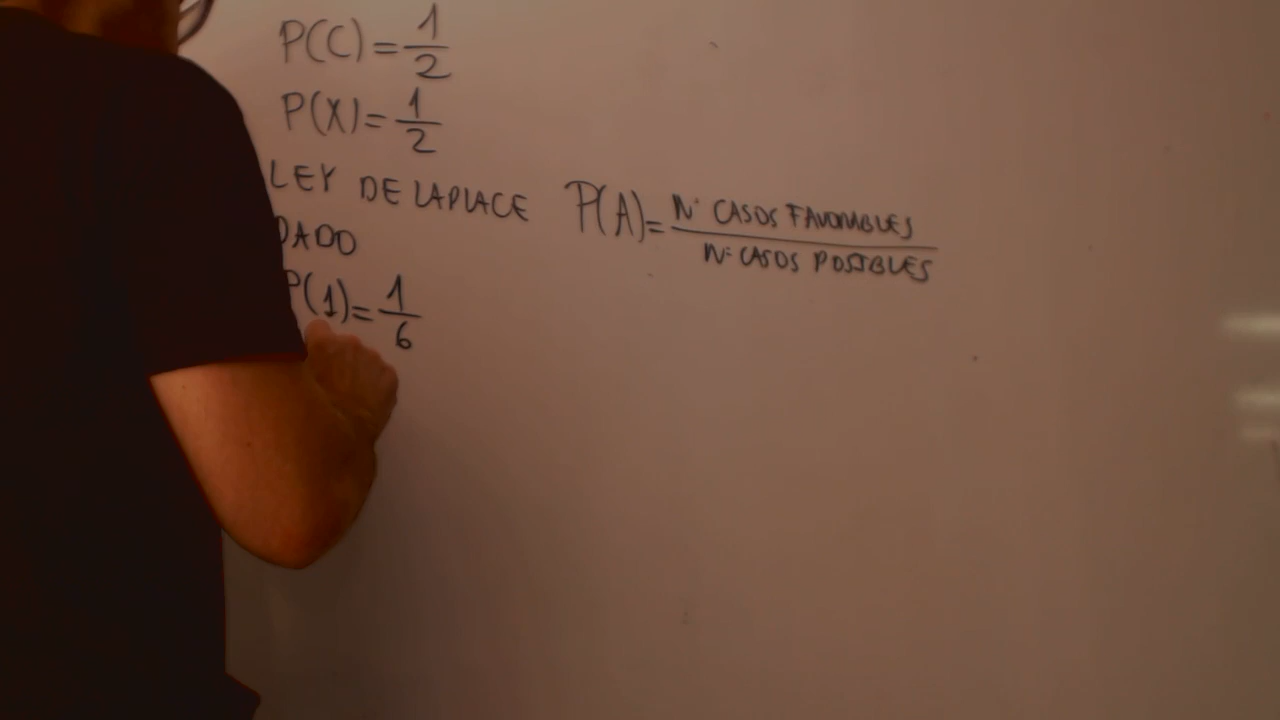 P(C) = 1/2
P(X) = 1/2
LEY DE LAPLACE P(A) = Nº CASOS FAVORABLES / Nº CASOS POSIBLES
DADO
P(1) = 1/6